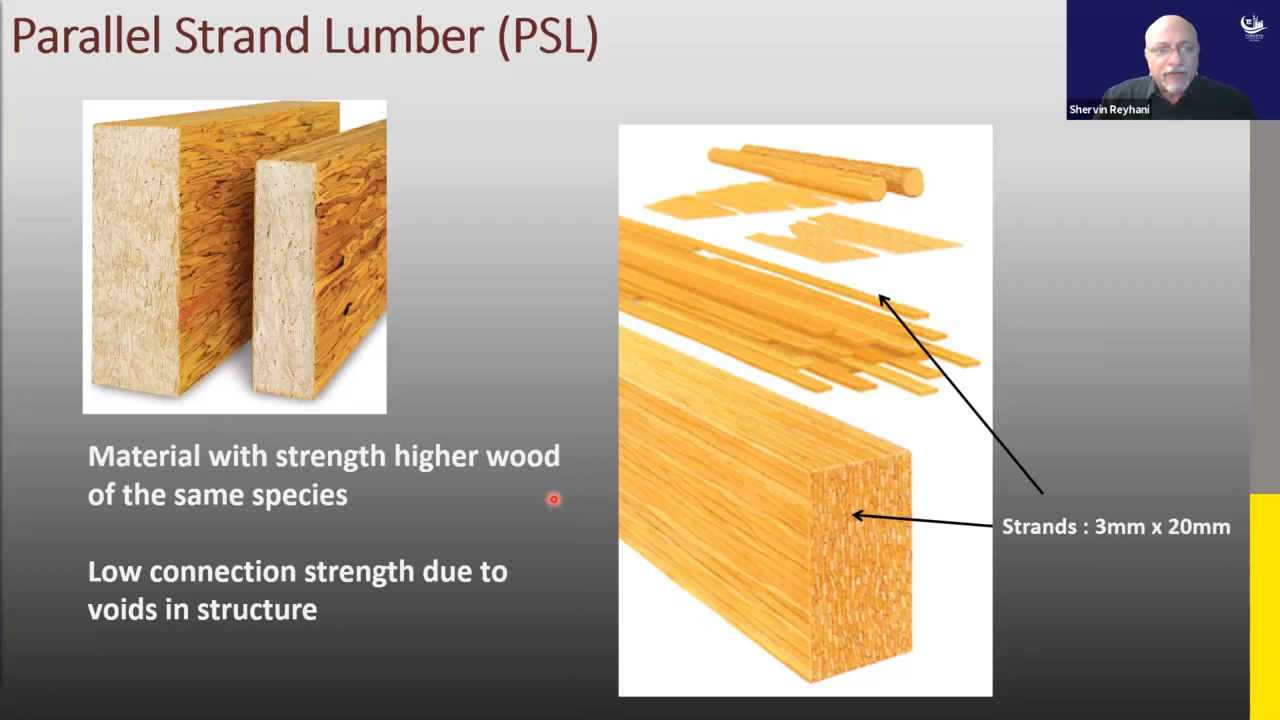 Parallel Strand Lumber (PSL)
Shervin Reyhani
Material with strength higher wood
of the same species
Low connection strength due to
voids in structure
Strands : 3mm x 20mm